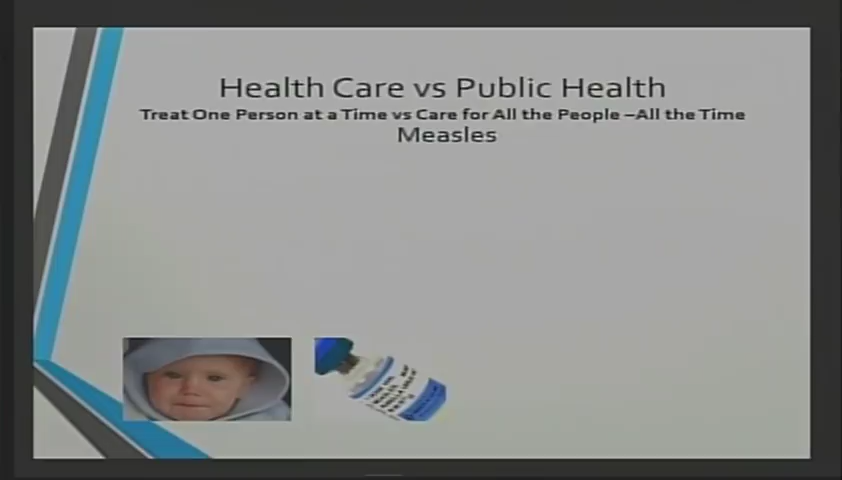 Health Care vs Public Health
Treat One Person at a Time vs Care for All the People –All the Time
Measles